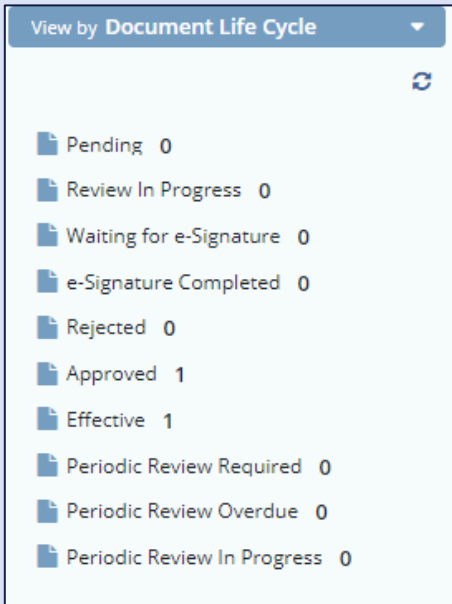 View by Document Life Cycle
Pending 0
Review In Progress 0
Waiting for e-Signature 0
e-Signature Completed 0
Rejected 0
Approved 1
Effective 1
Periodic Review Required 0
Periodic Review Overdue 0
Periodic Review In Progress 0